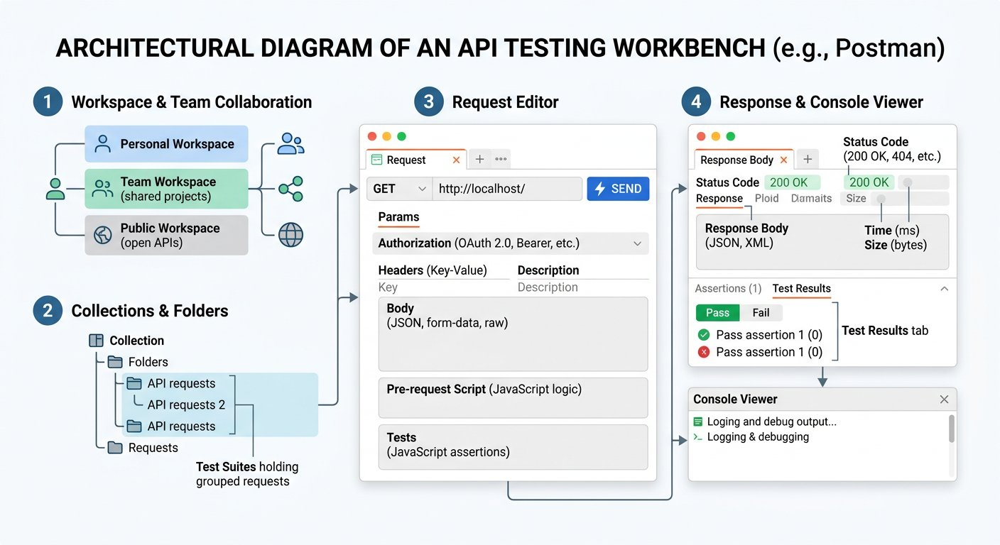 ARCHITECTURAL DIAGRAM OF AN API TESTING WORKBENCH (e.g., Postman)
1 Workspace & Team Collaboration
Personal Workspace
Team Workspace
(shared projects)
Public Workspace
(open APIs)
2 Collections & Folders
Collection
Folders
API requests
API requests 2
API requests
Requests
Test Suites holding
grouped requests
3 Request Editor
Request
GET http://localhost/ SEND
Params
Authorization (OAuth 2.0, Bearer, etc.)
Headers (Key-Value) Description
Key Description
Body
(JSON, form-data, raw)
Pre-request Script (JavaScript logic)
Tests
(JavaScript assertions)
4 Response & Console Viewer
Status Code
(200 OK, 404, etc.)
Response Body
Status Code 200 OK 200 OK
Response Ploid Dıamaits Size
Response Body
(JSON, XML)
Time (ms)
Size (bytes)
Assertions (1) Test Results
Pass Fail
Pass assertion 1 (0)
Pass assertion 1 (0)
Test Results tab
Console Viewer
Loging and debug output...
Logging & debugging